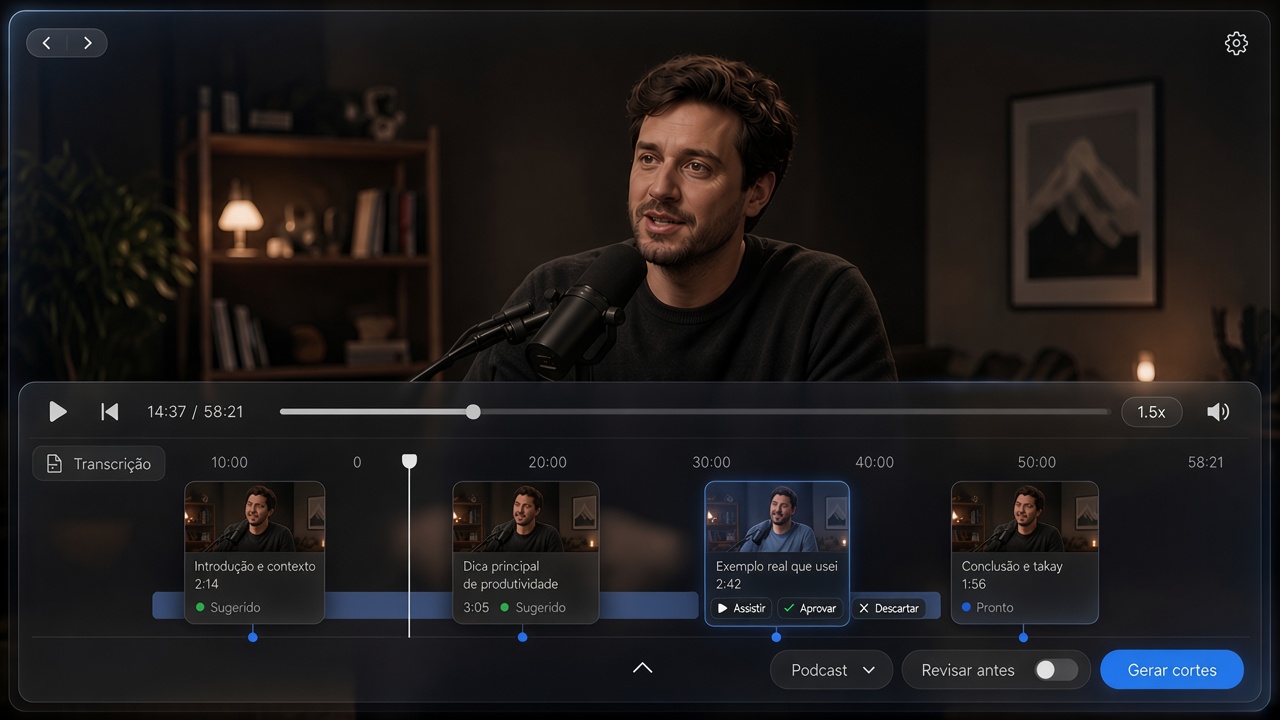 14:37 / 58:21
1.5x
Transcrição
10:00
0
20:00
30:00
40:00
50:00
58:21
Introdução e contexto
2:14
Sugerido
Dica principal
de produtividade
3:05 Sugerido
Exemplo real que usei
2:42
Assistir
Aprovar
Descartar
Conclusão e takay
1:56
Pronto
Podcast
Revisar antes
Gerar cortes